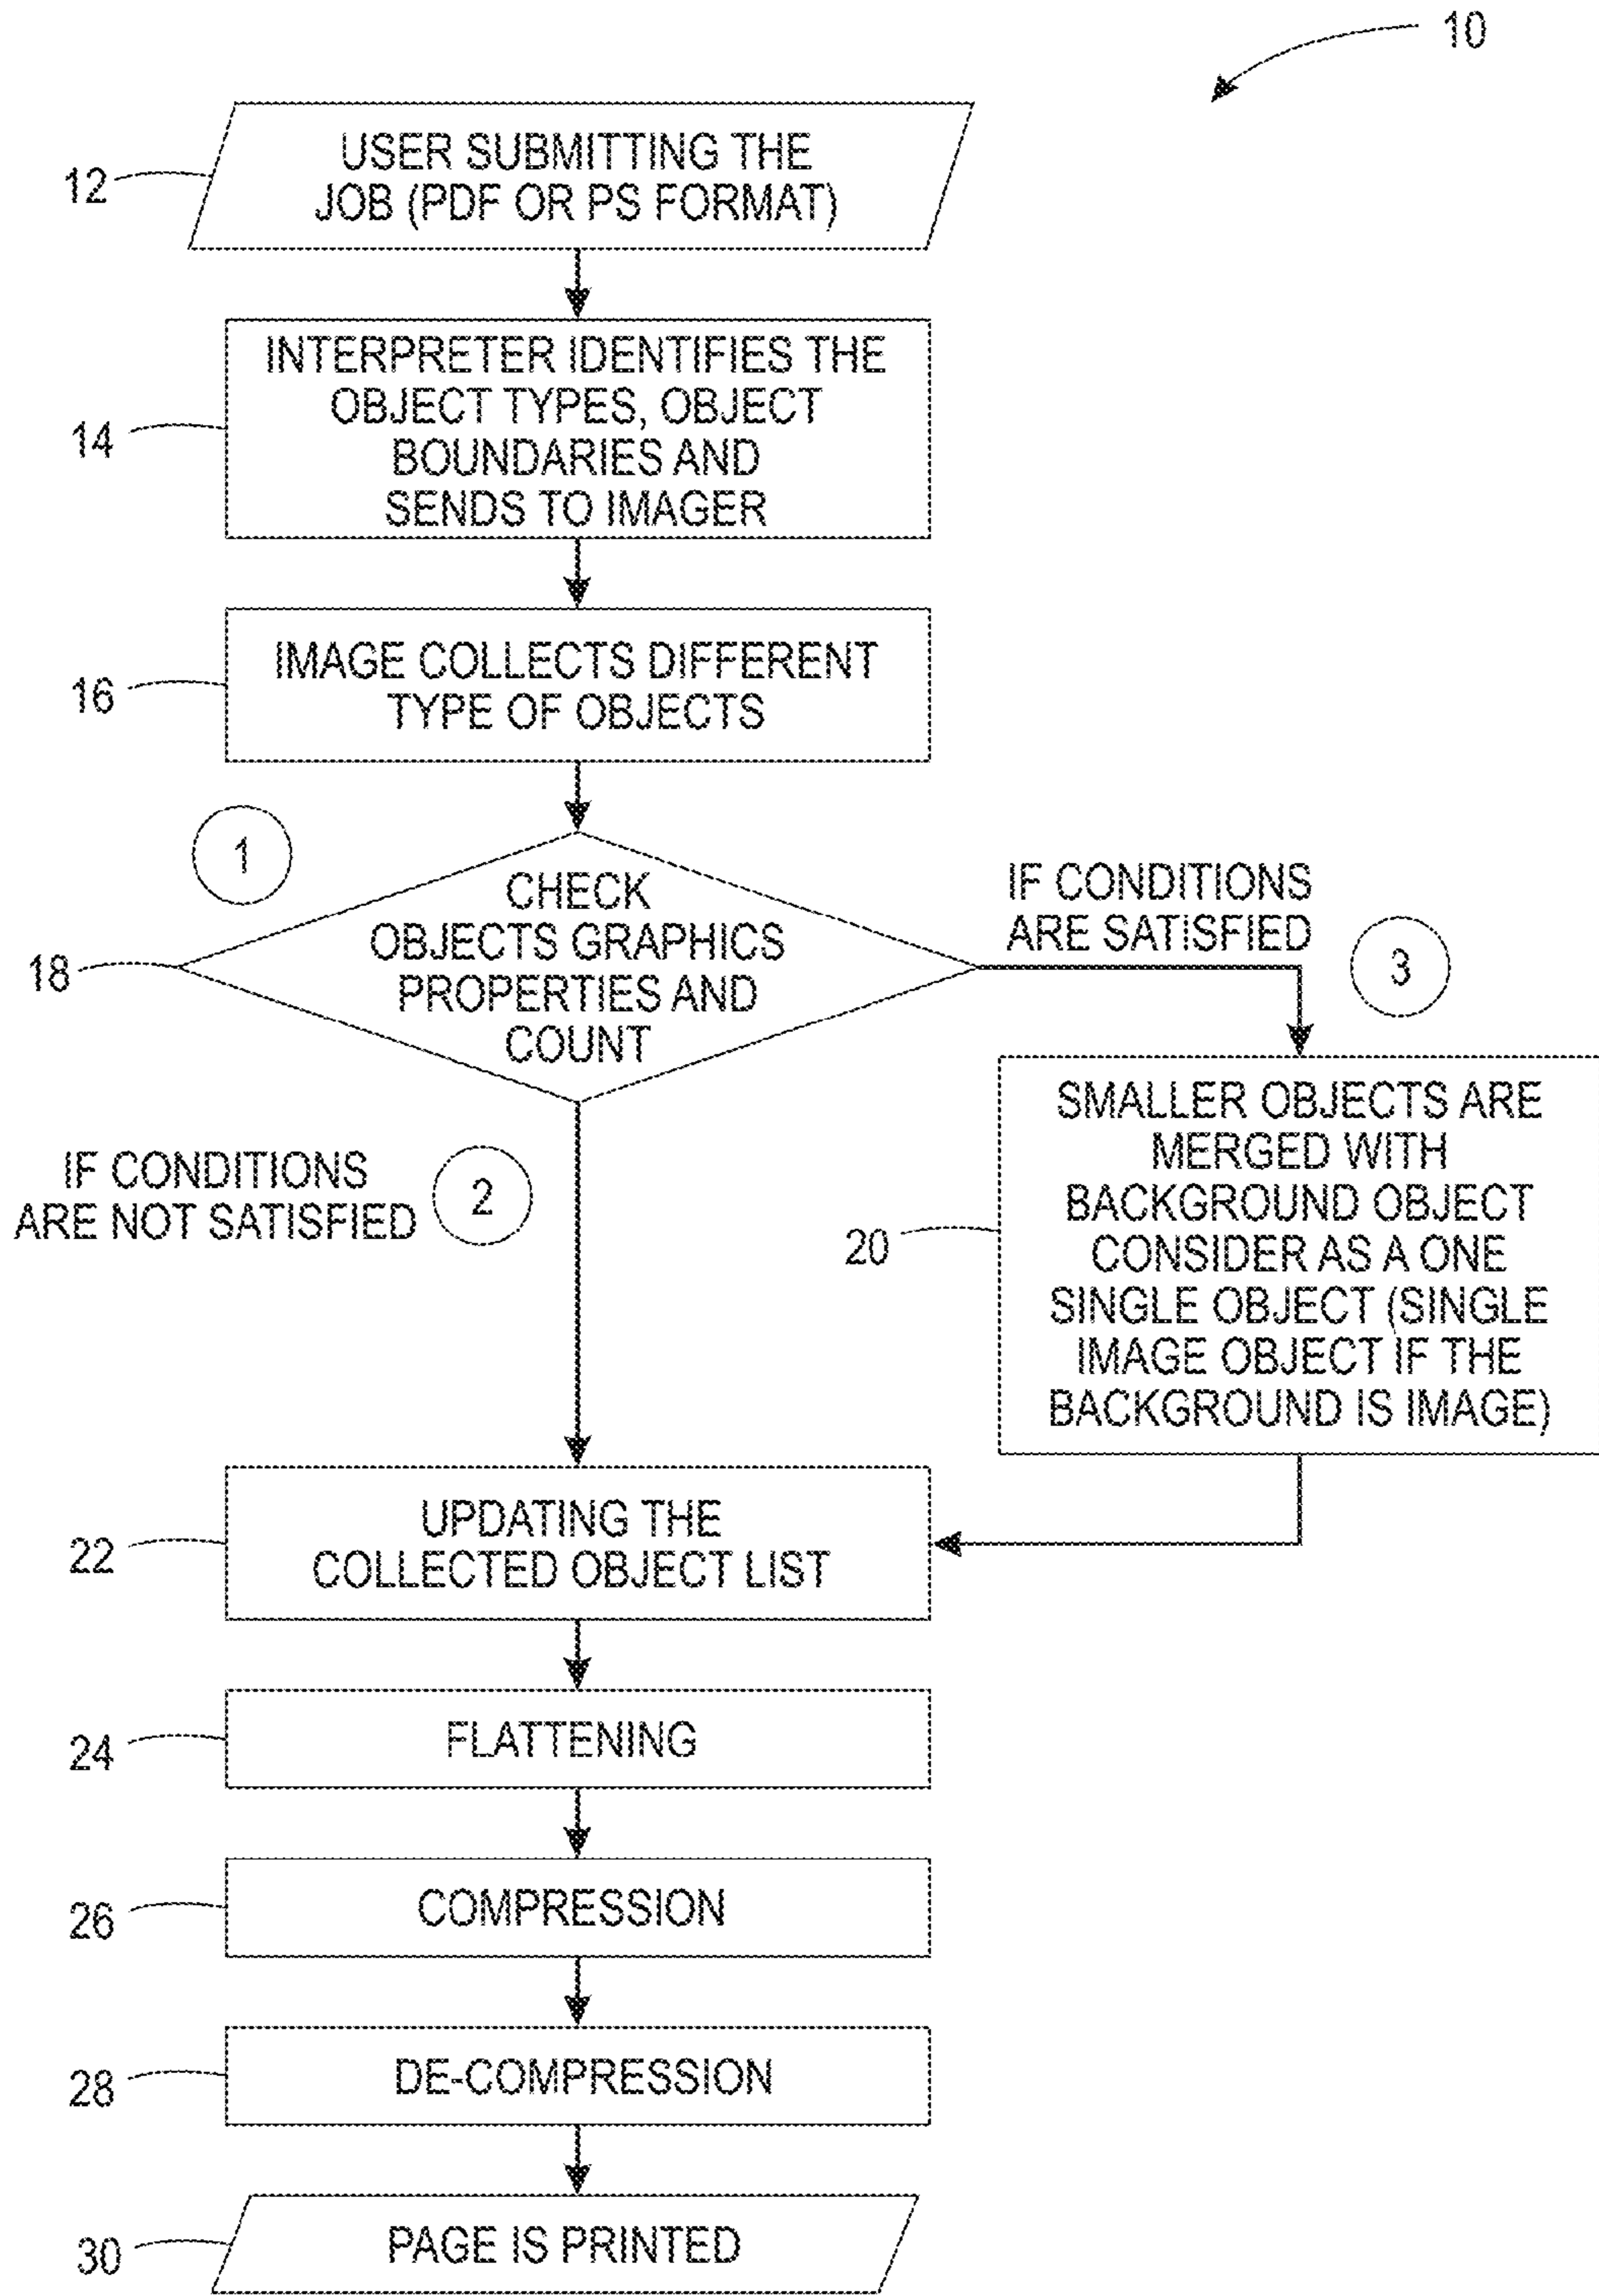 10
12
USER SUBMITTING THE
JOB (PDF OR PS FORMAT)
14
INTERPRETER IDENTIFIES THE
OBJECT TYPES, OBJECT
BOUNDARIES AND
SENDS TO IMAGER
16
IMAGE COLLECTS DIFFERENT
TYPE OF OBJECTS
1
18
CHECK
OBJECTS GRAPHICS
PROPERTIES AND
COUNT
IF CONDITIONS
ARE SATISFIED
3
IF CONDITIONS
ARE NOT SATISFIED
2
20
SMALLER OBJECTS ARE
MERGED WITH
BACKGROUND OBJECT
CONSIDER AS A ONE
SINGLE OBJECT (SINGLE
IMAGE OBJECT IF THE
BACKGROUND IS IMAGE)
22
UPDATING THE
COLLECTED OBJECT LIST
24
FLATTENING
26
COMPRESSION
28
DE-COMPRESSION
30
PAGE IS PRINTED